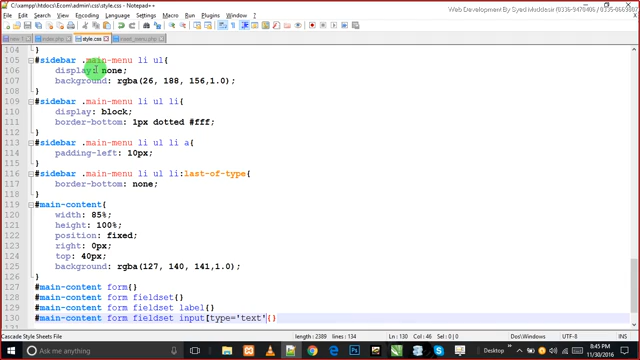 Web Development By Syed Moddasir (0336-9470406 / 0335-9669307
C:\xampp\htdocs\Ecom\admin\css\style.css - Notepad++
File Edit Search View Encoding Language Settings Macro Run Plugins Window ?
style.css
104 }
105 #sidebar .main-menu li ul{
106 display: none;
107 background: rgba(26, 188, 156,1.0);
108 }
109 #sidebar .main-menu li ul li{
110 display: block;
111 border-bottom: 1px dotted #fff;
112 }
113 #sidebar .main-menu li ul li a{
114 padding-left: 10px;
115 }
116 #sidebar .main-menu li ul li:last-of-type{
117 border-bottom: none;
118 }
119 #main-content{
120 width: 85%;
121 height: 100%;
122 position: fixed;
123 right: 0px;
124 top: 40px;
125 background: rgba(127, 140, 141,1.0);
126 }
127 #main-content form{}
128 #main-content form fieldset{}
129 #main-content form fieldset label{}
130 #main-content form fieldset input[type='text'{}
131
Cascade Style Sheets File length : 2389 lines : 134 Ln : 130 Col : 46 Sel : 0 | 0 Dos\Windows UTF-8 INS
Ask me anything
Desktop
8:45 PM
11/30/2016